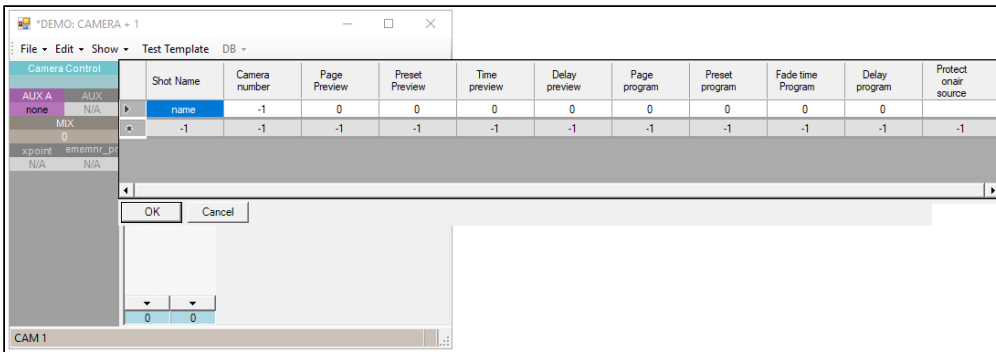 *DEMO: CAMERA + 1
File Edit Show Test Template DB
Camera Control
AUX A AUX
none N/A
MIX
0
xpoint ememnr_pr
N/A N/A
Shot Name Camera number Page Preview Preset Preview Time preview Delay preview Page program Preset program Fade time Program Delay program Protect onair source
name -1 0 0 0 0 0 0 0 0
-1 -1 -1 -1 -1 -1 -1 -1 -1 -1 -1
OK Cancel
0 0
CAM 1